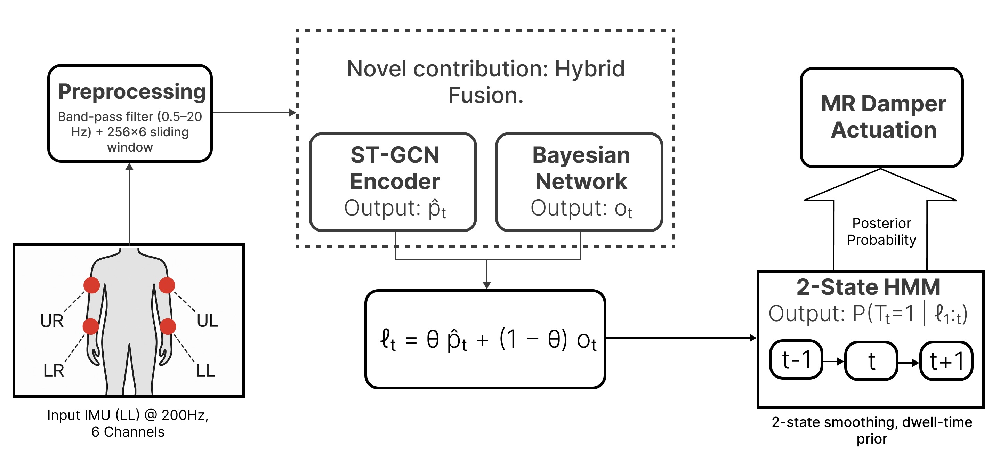 Preprocessing
Band-pass filter (0.5–20
Hz) + 256×6 sliding
window
UR
UL
LR
LL
Input IMU (LL) @ 200Hz,
6 Channels
Novel contribution: Hybrid
Fusion.
ST-GCN
Encoder
Output: p̂ₜ
Bayesian
Network
Output: oₜ
ℓₜ = θ p̂ₜ + (1 − θ) oₜ
MR Damper
Actuation
Posterior
Probability
2-State HMM
Output: P(Tₜ=1 | ℓ₁:ₜ)
t-1
t
t+1
2-state smoothing, dwell-time
prior